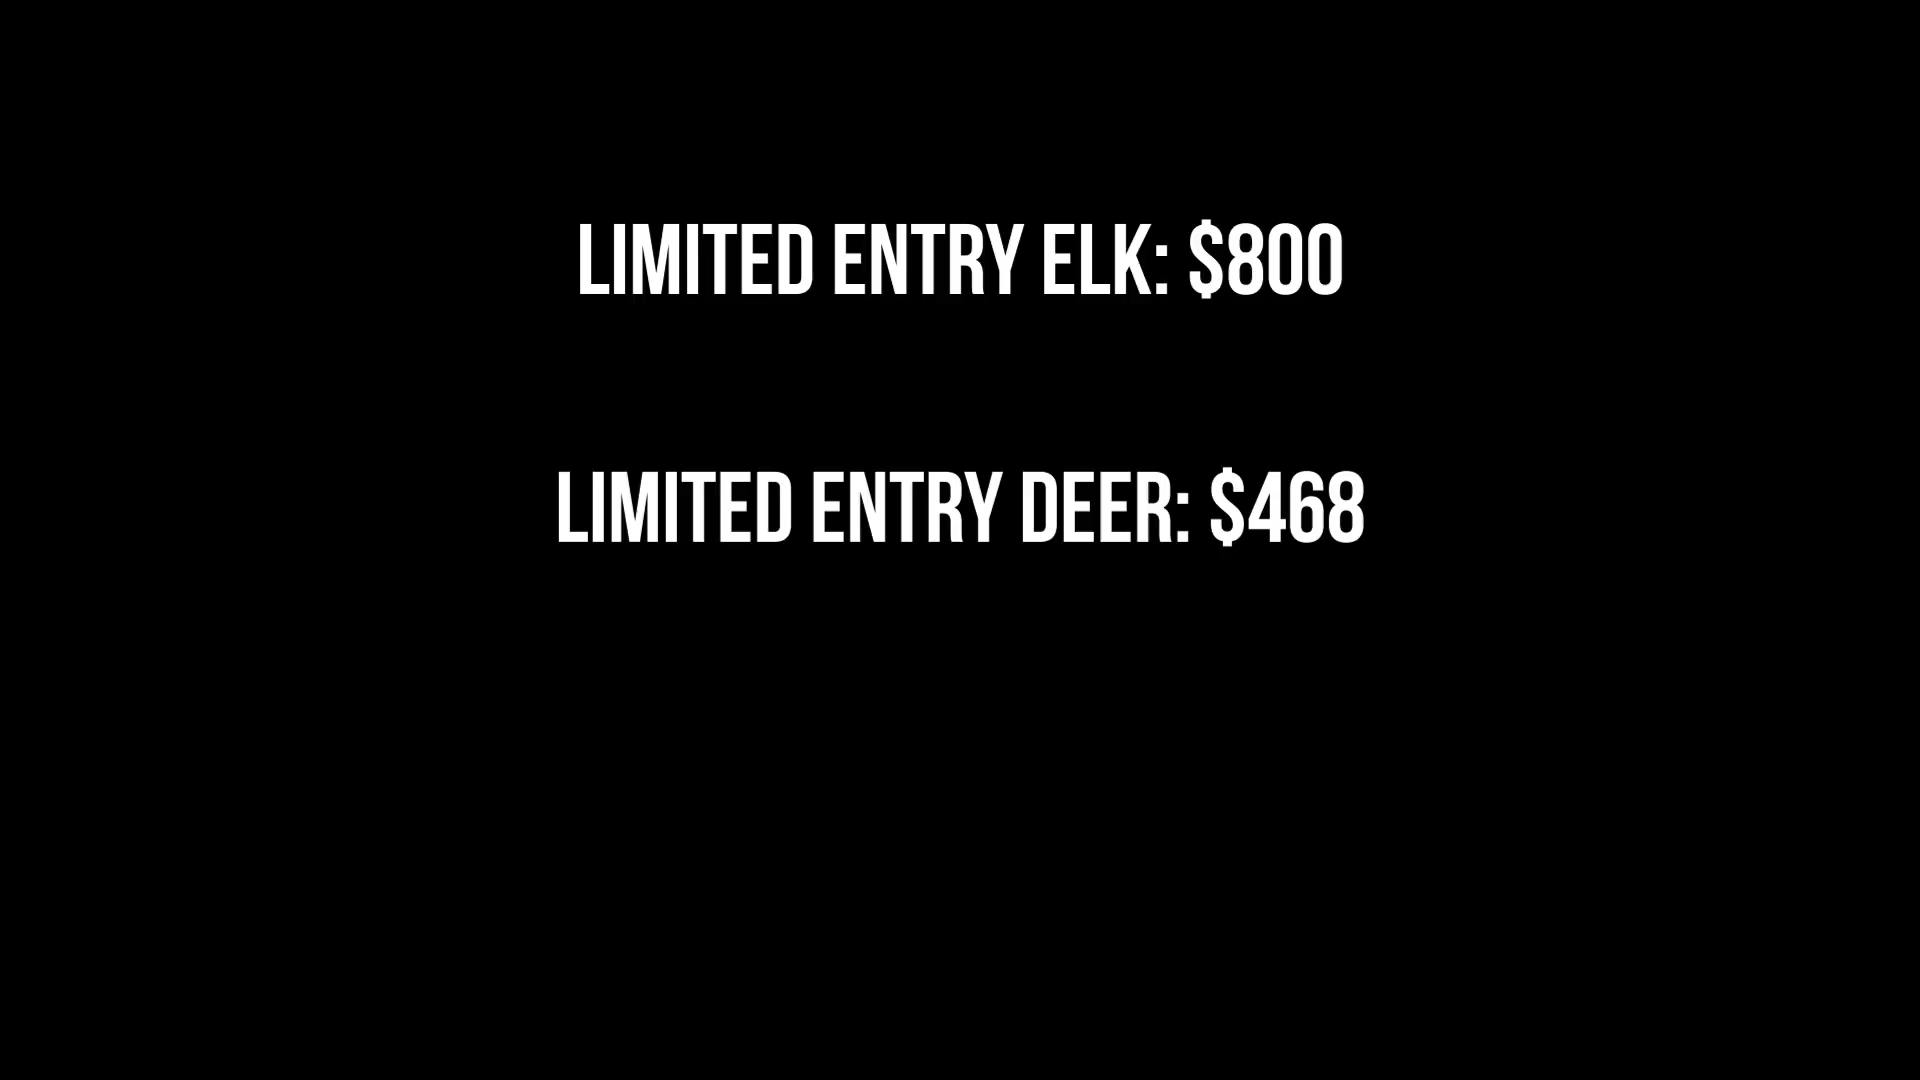 LIMITED ENTRY ELK: $800
LIMITED ENTRY DEER: $468